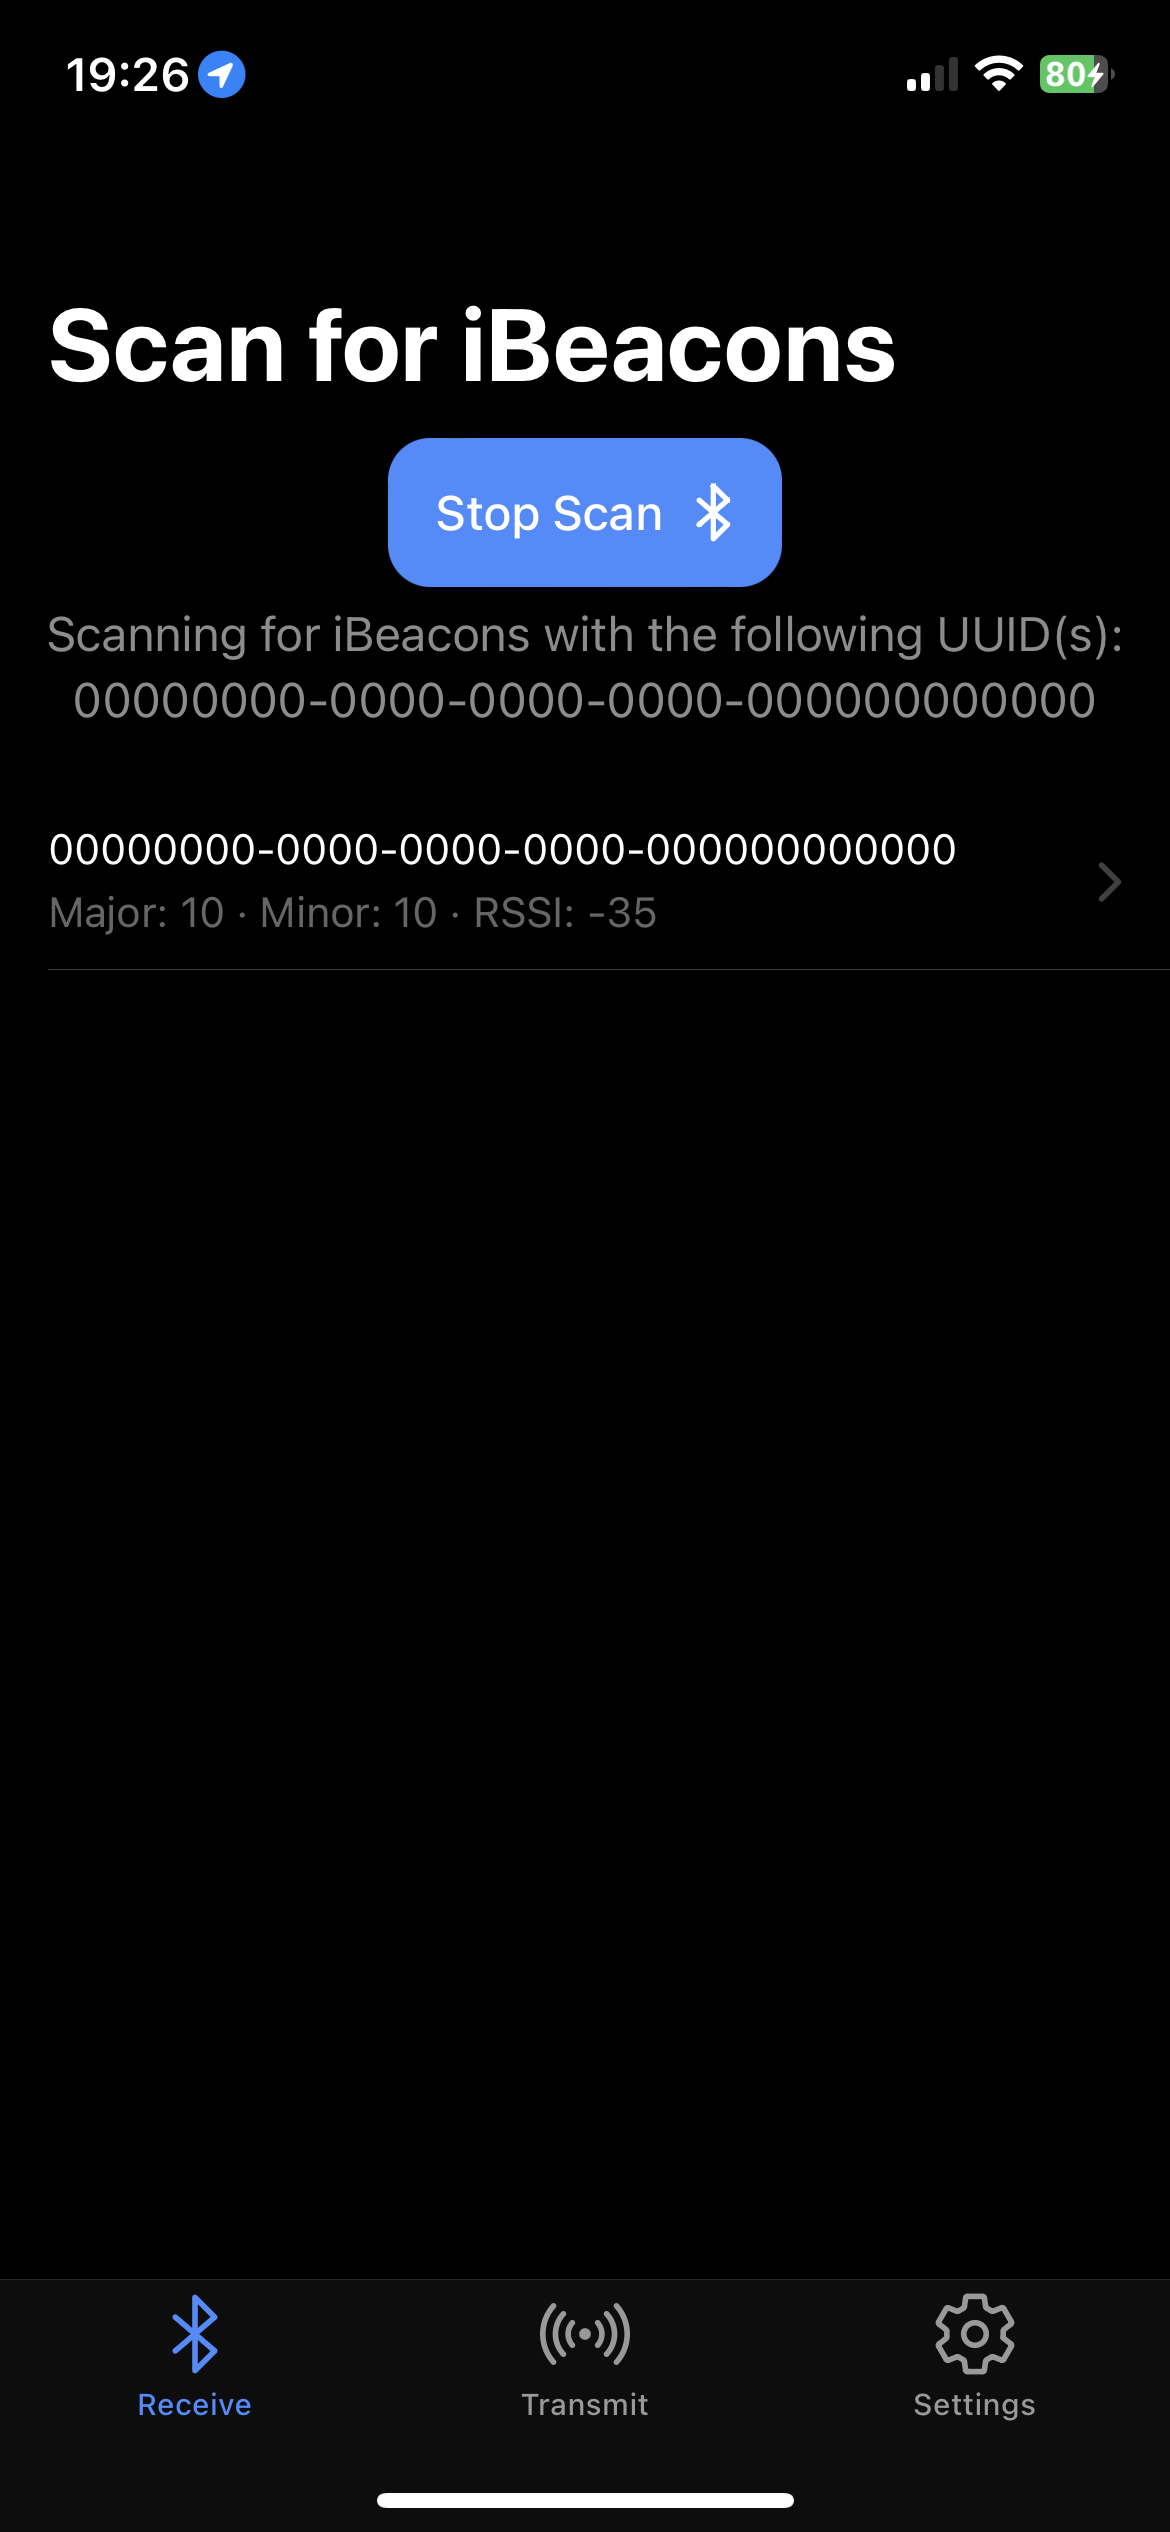 19:26
80
Scan for iBeacons
Stop Scan
Scanning for iBeacons with the following UUID(s):
00000000-0000-0000-0000-000000000000
00000000-0000-0000-0000-000000000000
Major: 10 · Minor: 10 · RSSI: -35
Receive
Transmit
Settings